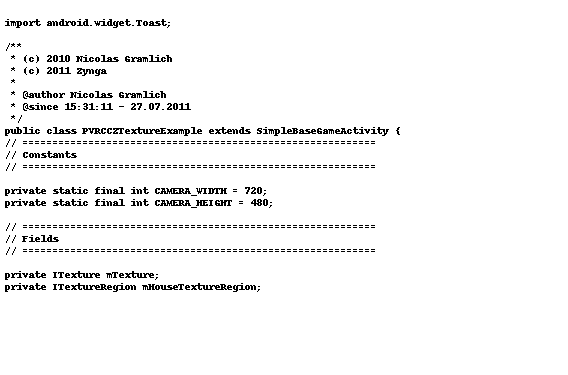 import android.widget.Toast;
/**
 * (c) 2010 Nicolas Gramlich
 * (c) 2011 Zynga
 *
 * @author Nicolas Gramlich
 * @since 15:31:11 - 27.07.2011
 */
public class PVRCCZTextureExample extends SimpleBaseGameActivity {
// ===========================================================
// Constants
// ===========================================================
private static final int CAMERA_WIDTH = 720;
private static final int CAMERA_HEIGHT = 480;
// ===========================================================
// Fields
// ===========================================================
private ITexture mTexture;
private ITextureRegion mHouseTextureRegion;